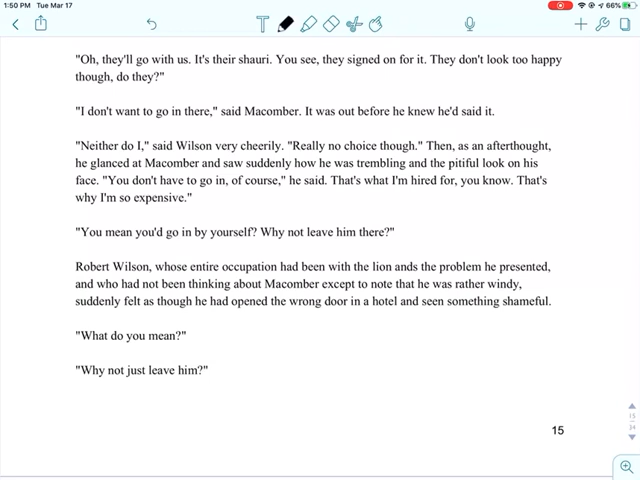 1:50 PM Tue Mar 17
66%
"Oh, they'll go with us. It's their shauri. You see, they signed on for it. They don't look too happy
though, do they?"
"I don't want to go in there," said Macomber. It was out before he knew he'd said it.
"Neither do I," said Wilson very cheerily. "Really no choice though." Then, as an afterthought,
he glanced at Macomber and saw suddenly how he was trembling and the pitiful look on his
face. "You don't have to go in, of course," he said. That's what I'm hired for, you know. That's
why I'm so expensive."
"You mean you'd go in by yourself? Why not leave him there?"
Robert Wilson, whose entire occupation had been with the lion ands the problem he presented,
and who had not been thinking about Macomber except to note that he was rather windy,
suddenly felt as though he had opened the wrong door in a hotel and seen something shameful.
"What do you mean?"
"Why not just leave him?"
15
15
34